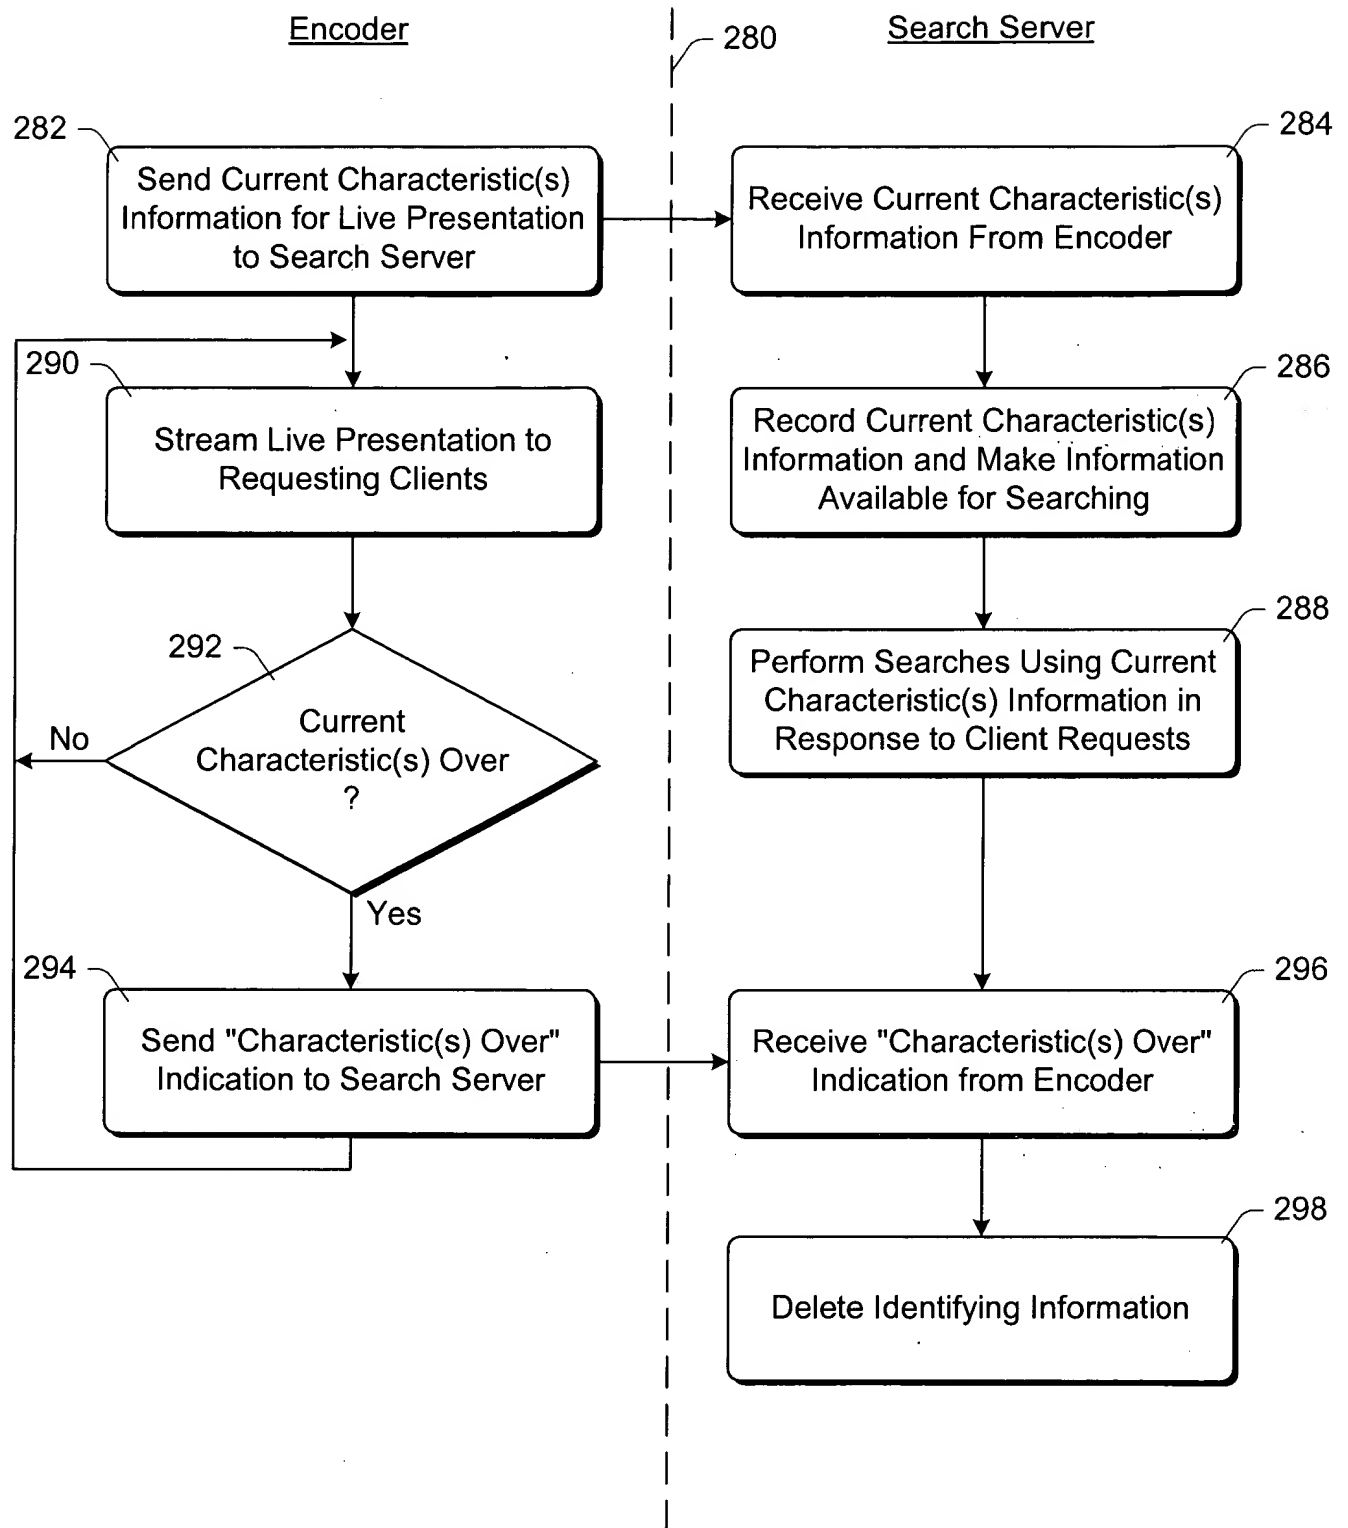 Encoder
280
Search Server
282
Send Current Characteristic(s)
Information for Live Presentation
to Search Server
284
Receive Current Characteristic(s)
Information From Encoder
290
Stream Live Presentation to
Requesting Clients
286
Record Current Characteristic(s)
Information and Make Information
Available for Searching
292
Current
Characteristic(s) Over
?
No
Yes
288
Perform Searches Using Current
Characteristic(s) Information in
Response to Client Requests
294
Send "Characteristic(s) Over"
Indication to Search Server
296
Receive "Characteristic(s) Over"
Indication from Encoder
298
Delete Identifying Information